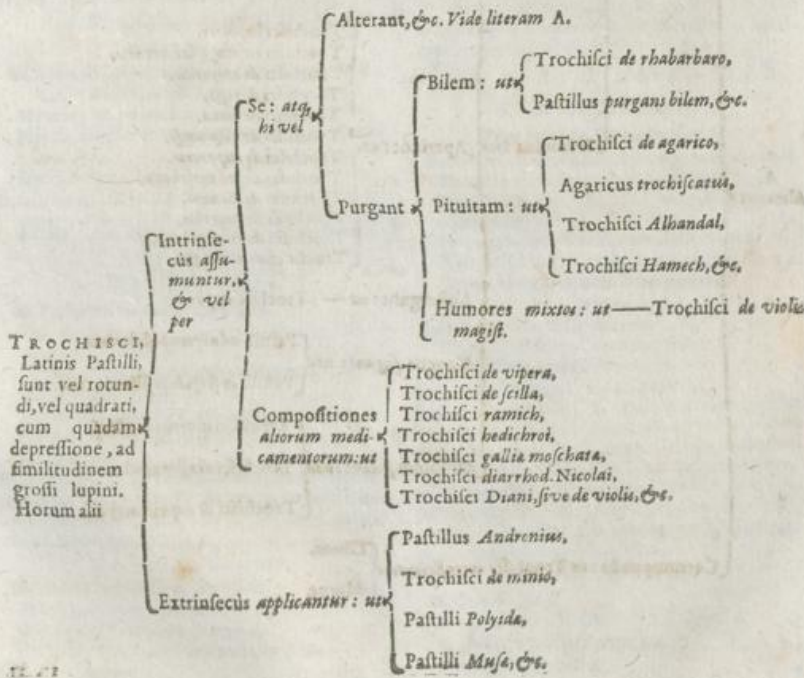 Alterant, &c. Vide literam A.
Se: atq́;
hi vel
Purgant
Bilem: ut
Trochiſci de rhabarbaro,
Paſtillus purgans bilem, &c.
Pituitam: ut
Trochiſci de agarico,
Agaricus trochiſcatus,
Trochiſci Alhandal,
Trochiſci Hamech, &c.
Humores mixtos: ut — Trochiſci de violis
magiſt.
Intrinſe-
cùs aſſu-
muntur,
& vel
per
TROCHISCI,
Latinis Paſtilli,
ſunt vel rotun-
di, vel quadrati,
cum quadam
depreſſione, ad
ſimilitudinem
groſſi lupini.
Horum alii
Compoſitiones
aliorum medi-
camentorum: ut
Trochiſci de vipera,
Trochiſci de ſcilla,
Trochiſci ramich,
Trochiſci hedichroi,
Trochiſci galliæ moſchata,
Trochiſci diarrhod. Nicolai,
Trochiſci Diani, ſive de violis, &c.
Extrinſecùs applicantur: ut
Paſtillus Andronius,
Trochiſci de minio,
Paſtilli Polyidæ,
Paſtilli Muſæ, &c.